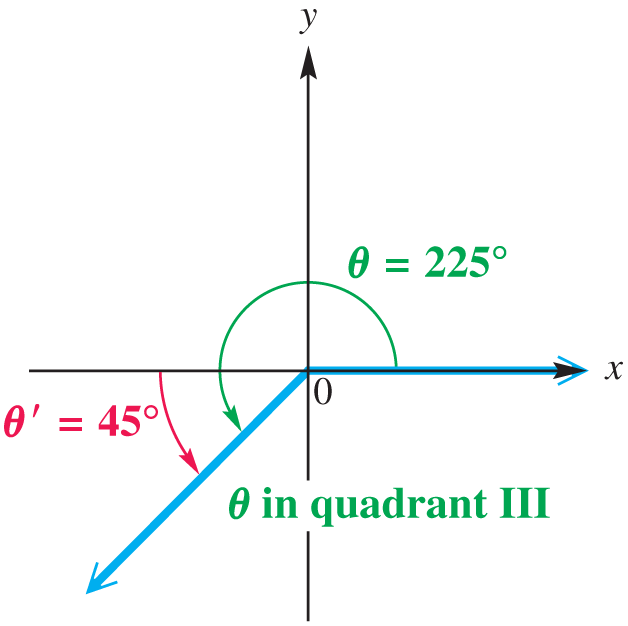 y
θ = 225°
x
0
θ′ = 45°
θ in quadrant III